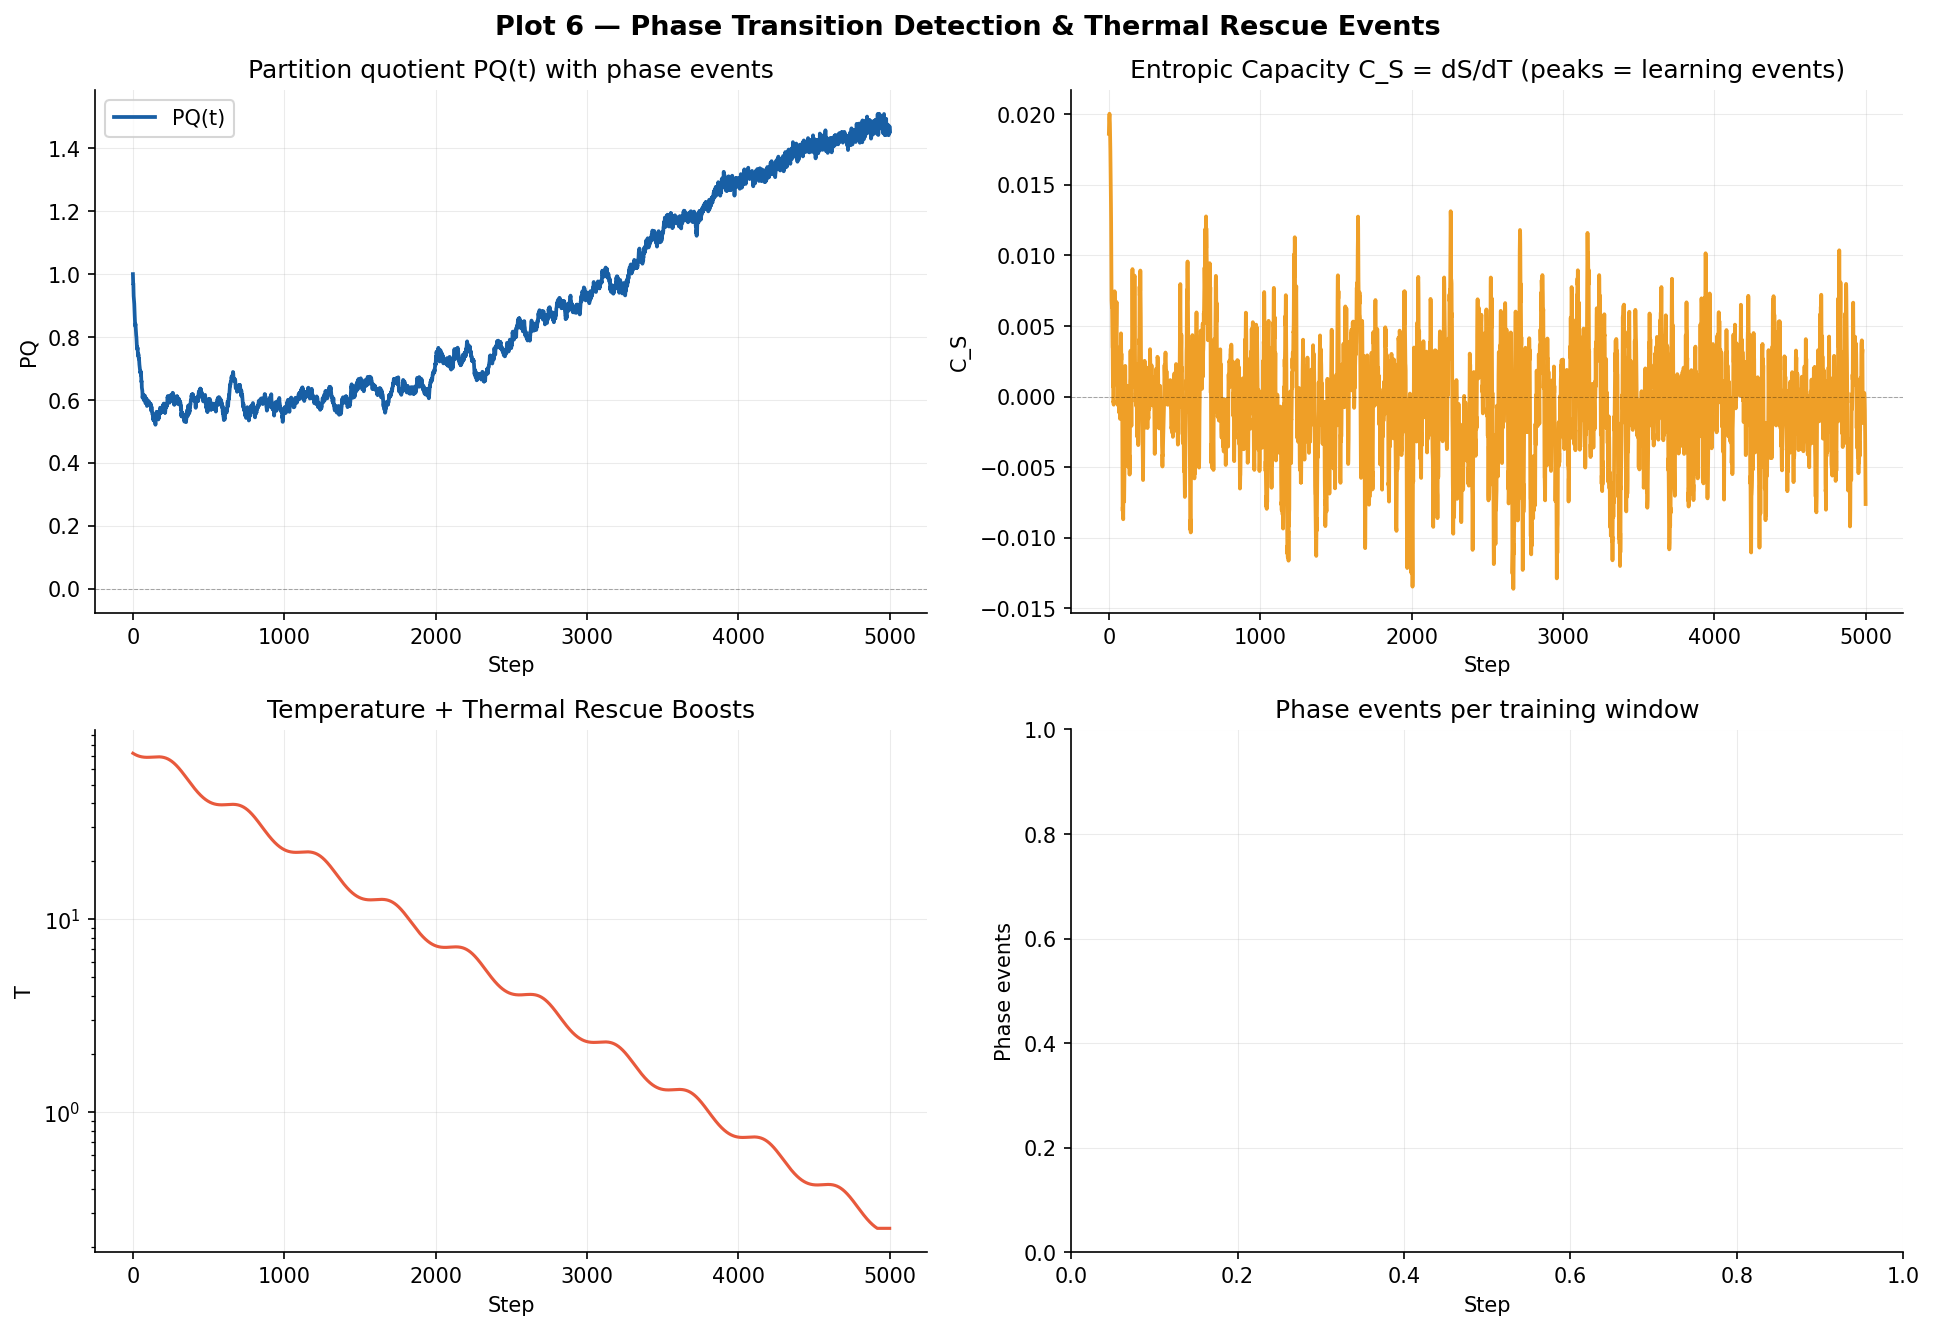 Plot 6 — Phase Transition Detection & Thermal Rescue Events
Partition quotient PQ(t) with phase events
PQ(t)
PQ
1.4
1.2
1.0
0.8
0.6
0.4
0.2
0.0
0 1000 2000 3000 4000 5000
Step
Entropic Capacity C_S = dS/dT (peaks = learning events)
C_S
0.020
0.015
0.010
0.005
0.000
−0.005
−0.010
−0.015
0 1000 2000 3000 4000 5000
Step
Temperature + Thermal Rescue Boosts
T
10¹
10⁰
0 1000 2000 3000 4000 5000
Step
Phase events per training window
Phase events
1.0
0.8
0.6
0.4
0.2
0.0
0.0 0.2 0.4 0.6 0.8 1.0
Step